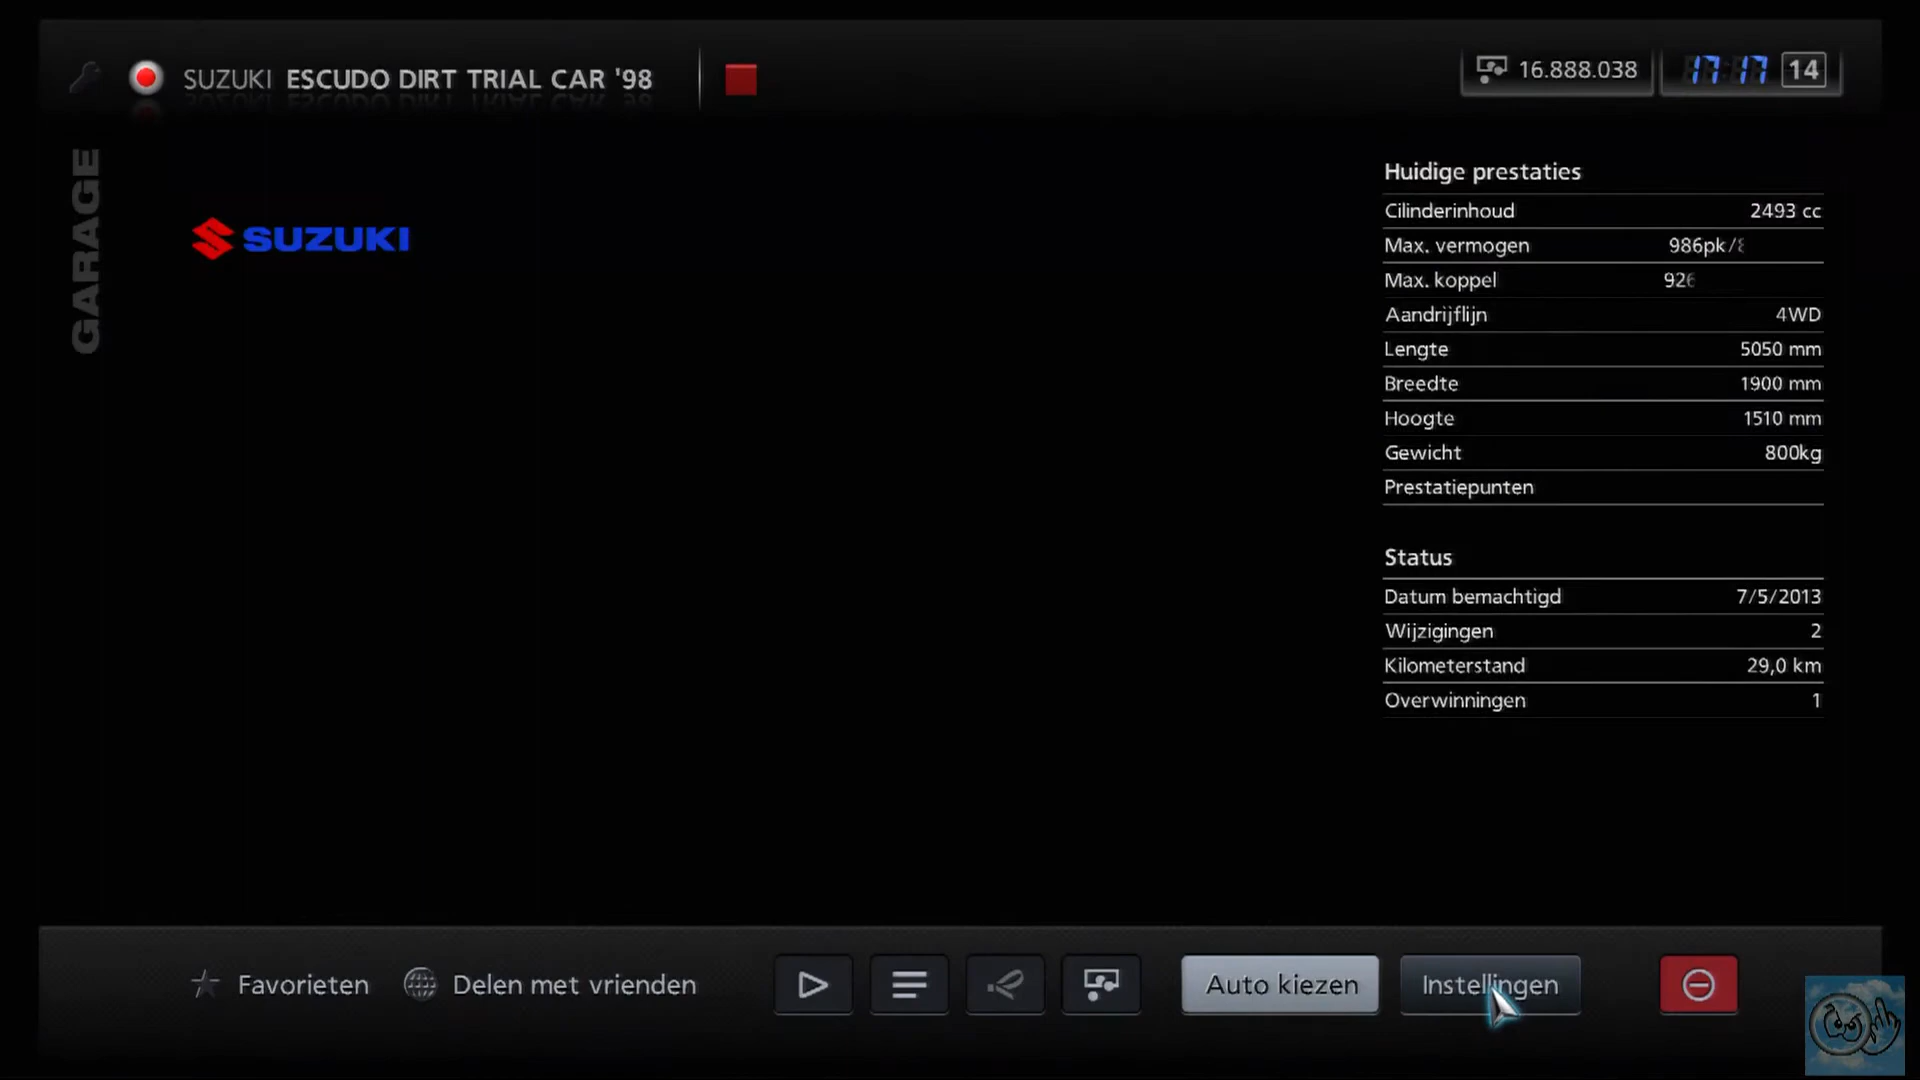 SUZUKI ESCUDO DIRT TRIAL CAR '98
16.888.038
17:17 14
GARAGE
SUZUKI
Huidige prestaties
Cilinderinhoud 2493 cc
Max. vermogen 986pk/
Max. koppel 926
Aandrijflijn 4WD
Lengte 5050 mm
Breedte 1900 mm
Hoogte 1510 mm
Gewicht 800kg
Prestatiepunten
Status
Datum bemachtigd 7/5/2013
Wijzigingen 2
Kilometerstand 29,0 km
Overwinningen 1
Favorieten
Delen met vrienden
Auto kiezen
Instellingen